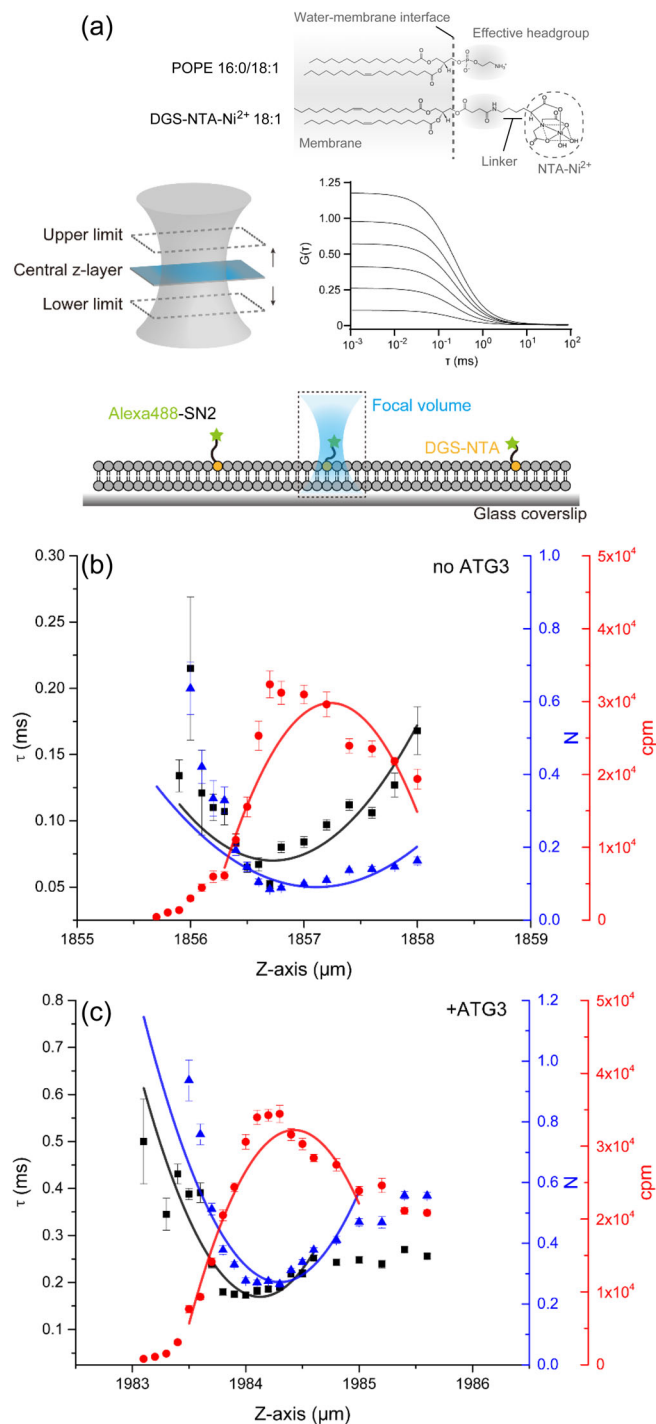 (a)
Water-membrane interface
Effective headgroup
POPE 16:0/18:1
DGS-NTA-Ni²⁺ 18:1
Membrane
Linker
NTA-Ni²⁺
Upper limit
Central z-layer
Lower limit
G(τ)
1.25
0.50
0.25
0
10⁻³ 10⁻² 10⁻¹ 10⁰ 10¹ 10²
τ (ms)
Alexa488-SN2
Focal volume
DGS-NTA
Glass coverslip
(b)
no ATG3
τ (ms)
0.30
0.25
0.20
0.15
0.10
0.05
1855 1856 1857 1858 1859
Z-axis (µm)
N
1.0
0.8
0.6
0.4
0.2
0.0
cpm
5x10⁴
4x10⁴
3x10⁴
2x10⁴
1x10⁴
0
(c)
+ATG3
τ (ms)
0.8
0.7
0.6
0.5
0.4
0.3
0.2
0.1
1983 1984 1985 1986
Z-axis (µm)
N
1.2
1.0
0.8
0.6
0.4
0.2
0.0
cpm
5x10⁴
4x10⁴
3x10⁴
2x10⁴
1x10⁴
0